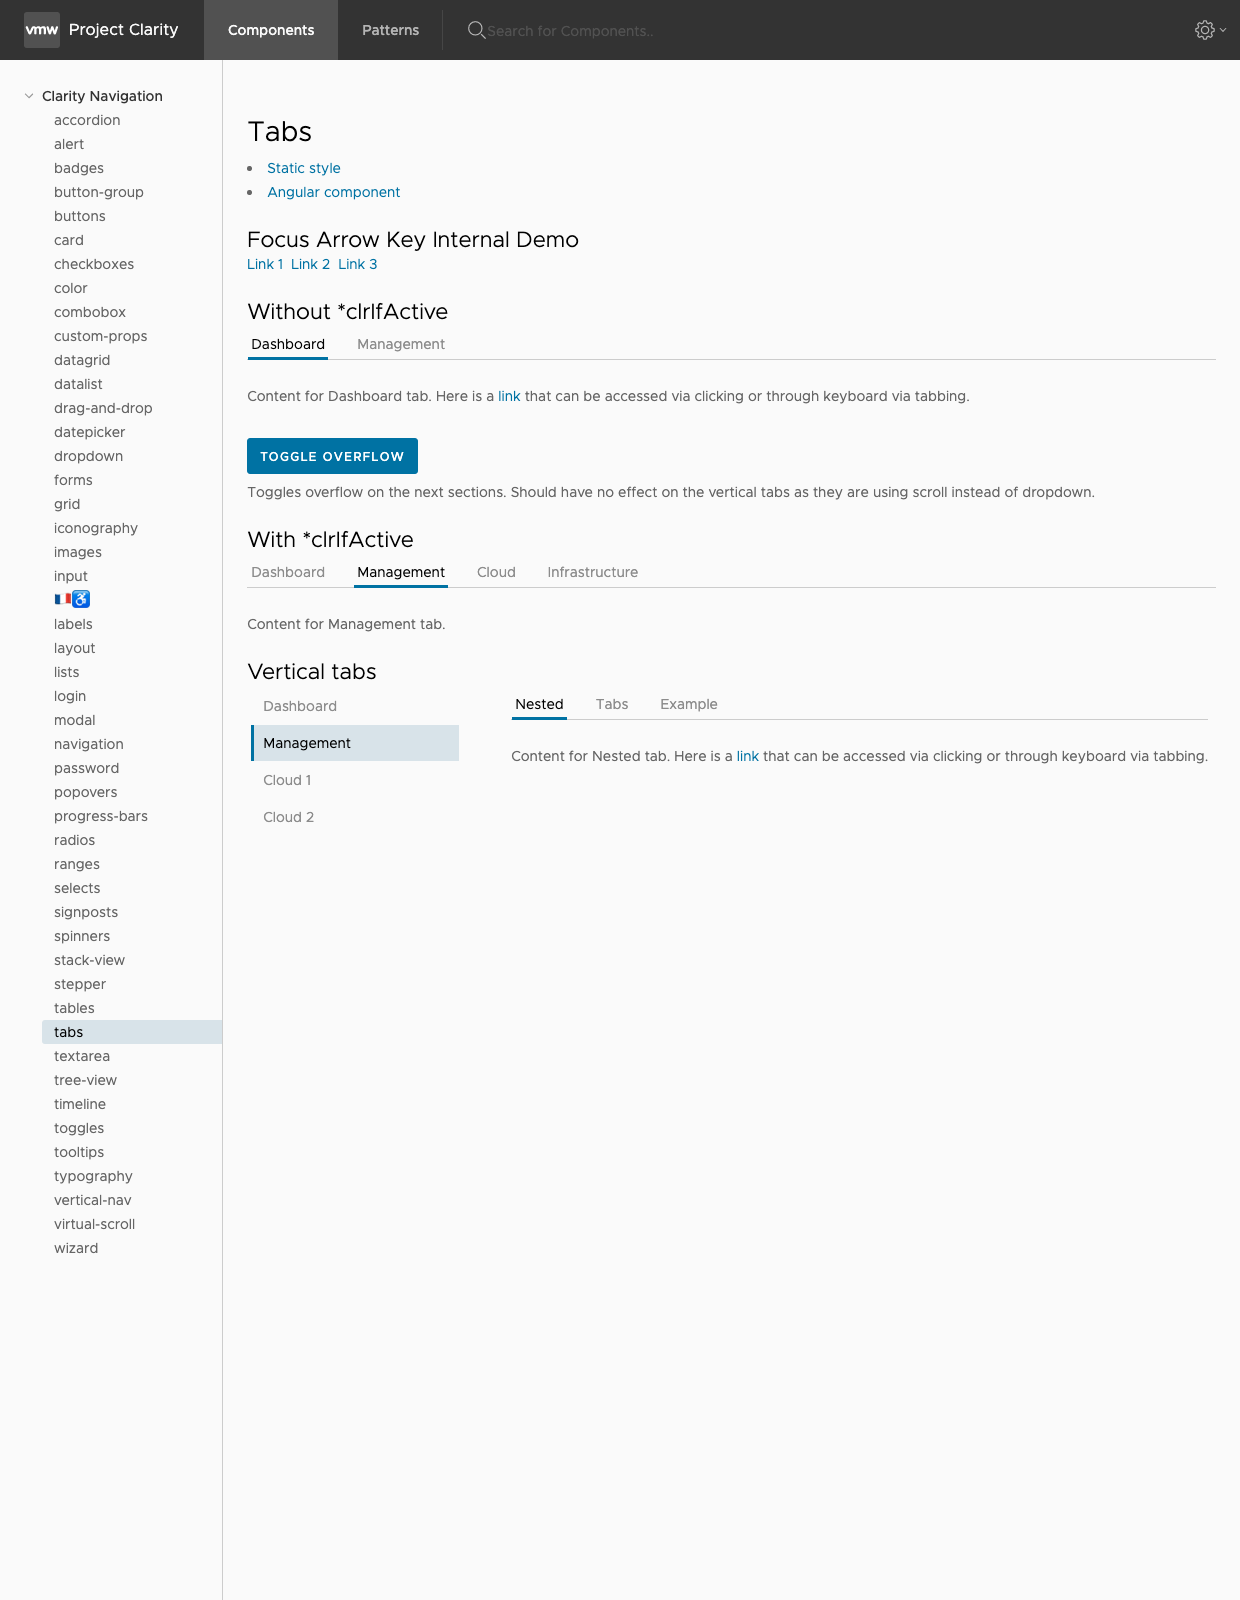 vmw Project Clarity Components Patterns Search for Components..
Clarity Navigation
accordion
alert
badges
button-group
buttons
card
checkboxes
color
combobox
custom-props
datagrid
datalist
drag-and-drop
datepicker
dropdown
forms
grid
iconography
images
input
🇫🇷♿
labels
layout
lists
login
modal
navigation
password
popovers
progress-bars
radios
ranges
selects
signposts
spinners
stack-view
stepper
tables
tabs
textarea
tree-view
timeline
toggles
tooltips
typography
vertical-nav
virtual-scroll
wizard
Tabs
• Static style
• Angular component
Focus Arrow Key Internal Demo
Link 1 Link 2 Link 3
Without *clrIfActive
Dashboard Management
Content for Dashboard tab. Here is a link that can be accessed via clicking or through keyboard via tabbing.
TOGGLE OVERFLOW
Toggles overflow on the next sections. Should have no effect on the vertical tabs as they are using scroll instead of dropdown.
With *clrIfActive
Dashboard Management Cloud Infrastructure
Content for Management tab.
Vertical tabs
Dashboard
Management
Cloud 1
Cloud 2
Nested Tabs Example
Content for Nested tab. Here is a link that can be accessed via clicking or through keyboard via tabbing.